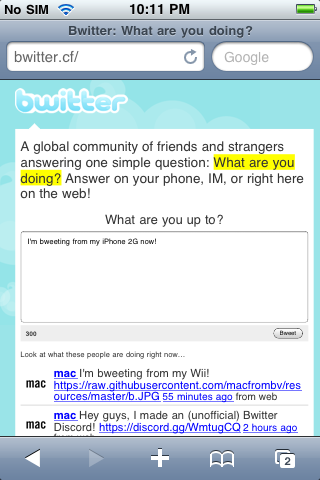 No SIM 10:11 PM
Bwitter: What are you doing?
bwitter.cf/ Google
bwitter
A global community of friends and strangers
answering one simple question: What are you
doing? Answer on your phone, IM, or right here
on the web!
What are you up to?
I'm bweeting from my iPhone 2G now!
300 Bweet
Look at what these people are doing right now...
mac mac I'm bweeting from my Wii!
https://raw.githubusercontent.com/macfrombv/res
ources/master/b.JPG 55 minutes ago from web
mac mac Hey guys, I made an (unofficial) Bwitter
Discord! https://discord.gg/WmtugCQ 2 hours ago
from web
2